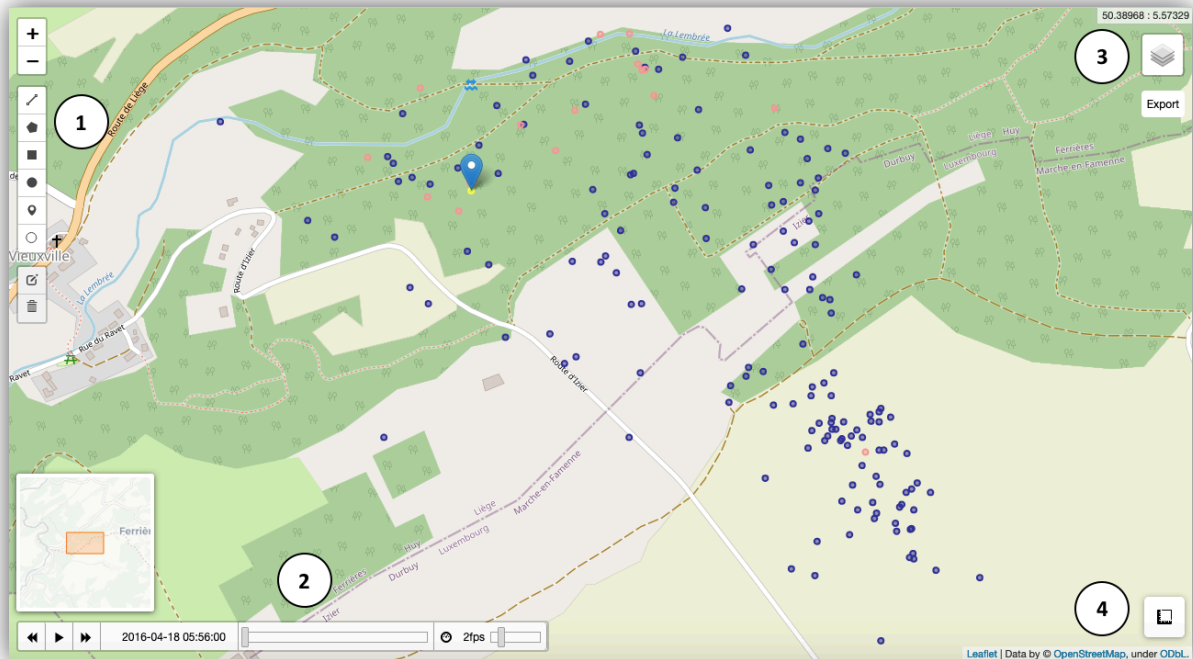 50.38968 : 5.57329
+
−
1
3
Export
Route de Liège
La Lembrée
Liège
Huy
Durbuy
Luxembourg
Ferrières
Marche-en-Famenne
de
Vieuxville
Izier
La Lembrée
Route d'Izier
Rue du Ravet
Ravet
Route d'Izier
Liège
Marche-en-Famenne
Huy
Luxembourg
Ferrières
Durbuy
Izier
Ferrièr
2
4
2016-04-18 05:56:00
2fps
Leaflet | Data by © OpenStreetMap, under ODbL.